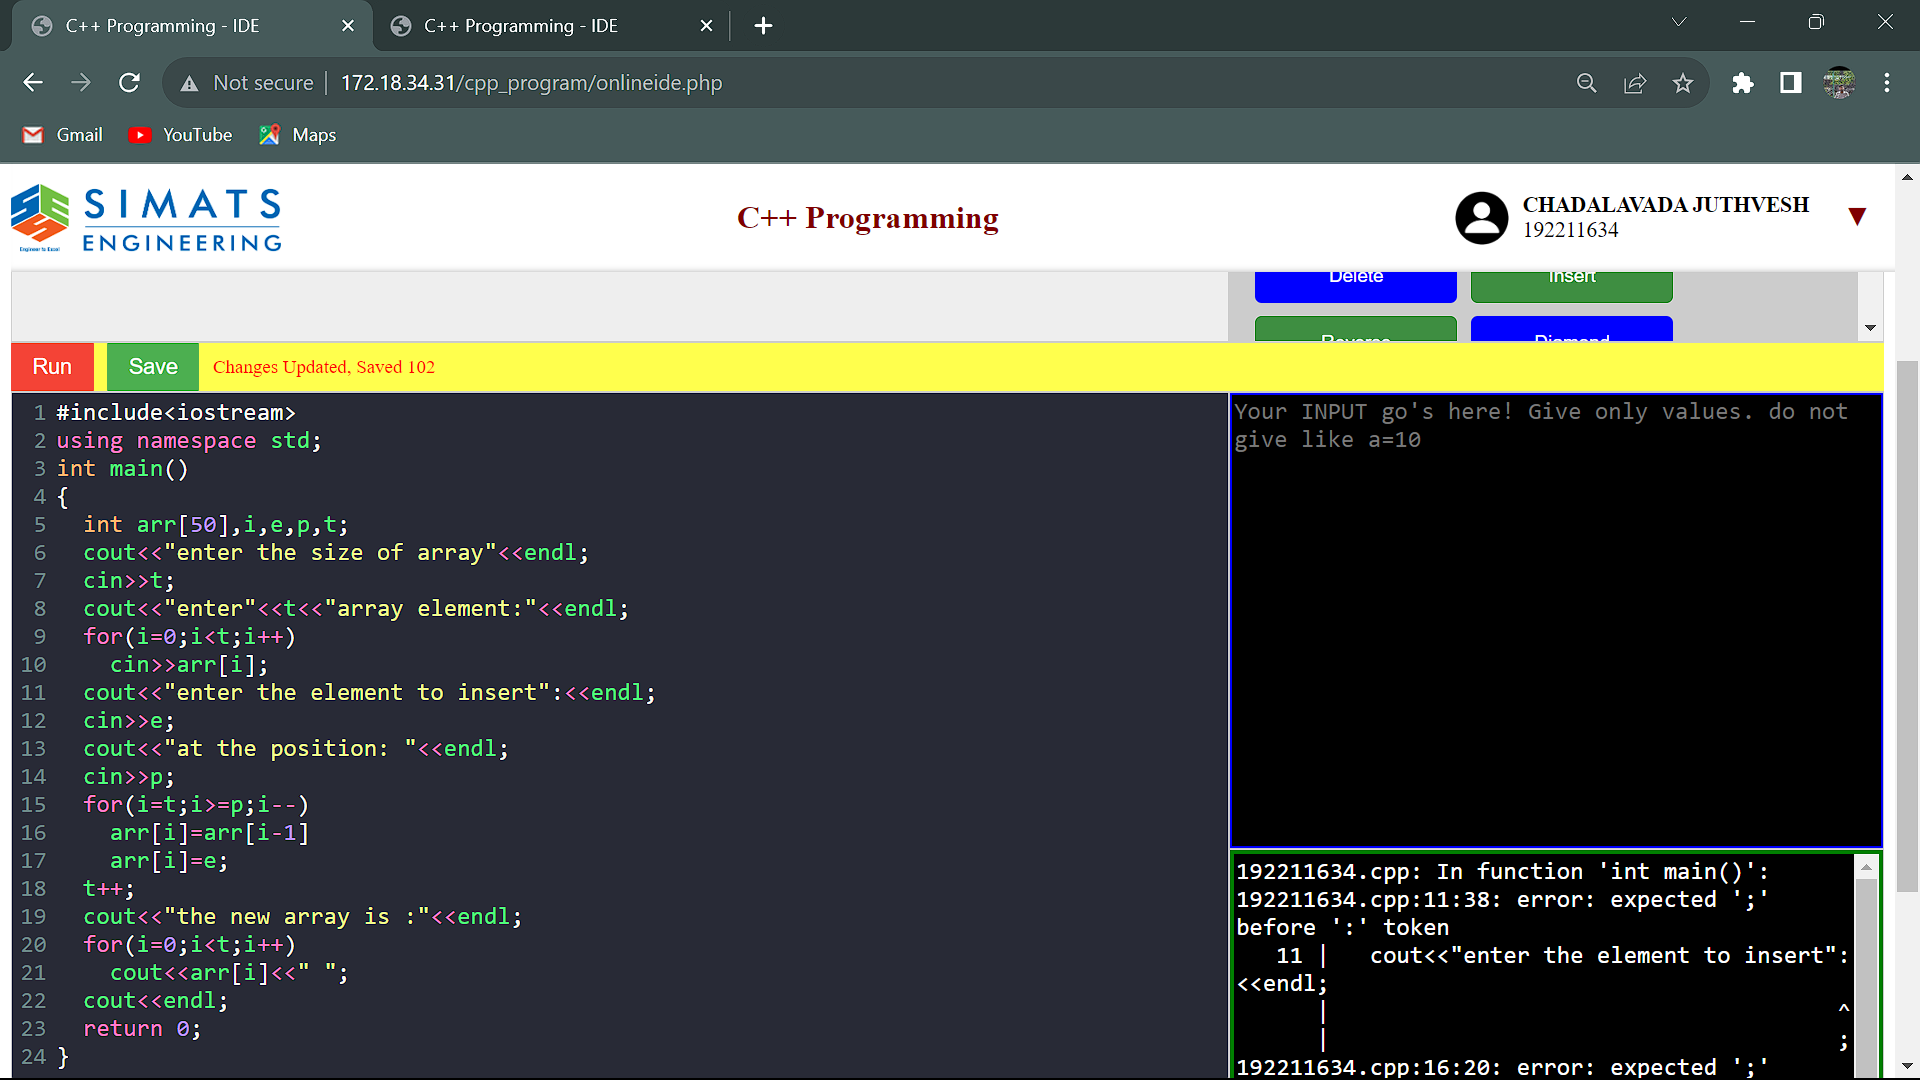 C++ Programming - IDE
C++ Programming - IDE
Not secure
172.18.34.31/cpp_program/onlineide.php
Gmail
YouTube
Maps
SIMATS
ENGINEERING
Engineer to Excel
C++ Programming
CHADALAVADA JUTHVESH
192211634
Delete
Insert
Reverse
Diamond
Run
Save
Changes Updated, Saved 102
1 #include<iostream>
2 using namespace std;
3 int main()
4 {
5   int arr[50],i,e,p,t;
6   cout<<"enter the size of array"<<endl;
7   cin>>t;
8   cout<<"enter"<<t<<"array element:"<<endl;
9   for(i=0;i<t;i++)
10     cin>>arr[i];
11   cout<<"enter the element to insert":<<endl;
12   cin>>e;
13   cout<<"at the position: "<<endl;
14   cin>>p;
15   for(i=t;i>=p;i--)
16     arr[i]=arr[i-1]
17     arr[i]=e;
18   t++;
19   cout<<"the new array is :"<<endl;
20   for(i=0;i<t;i++)
21     cout<<arr[i]<<" ";
22   cout<<endl;
23   return 0;
24 }
Your INPUT go's here! Give only values. do not
give like a=10
192211634.cpp: In function 'int main()':
192211634.cpp:11:38: error: expected ';'
before ':' token
   11 |   cout<<"enter the element to insert":
<<endl;
      |                                      ^
      |                                      ;
192211634.cpp:16:20: error: expected ';'